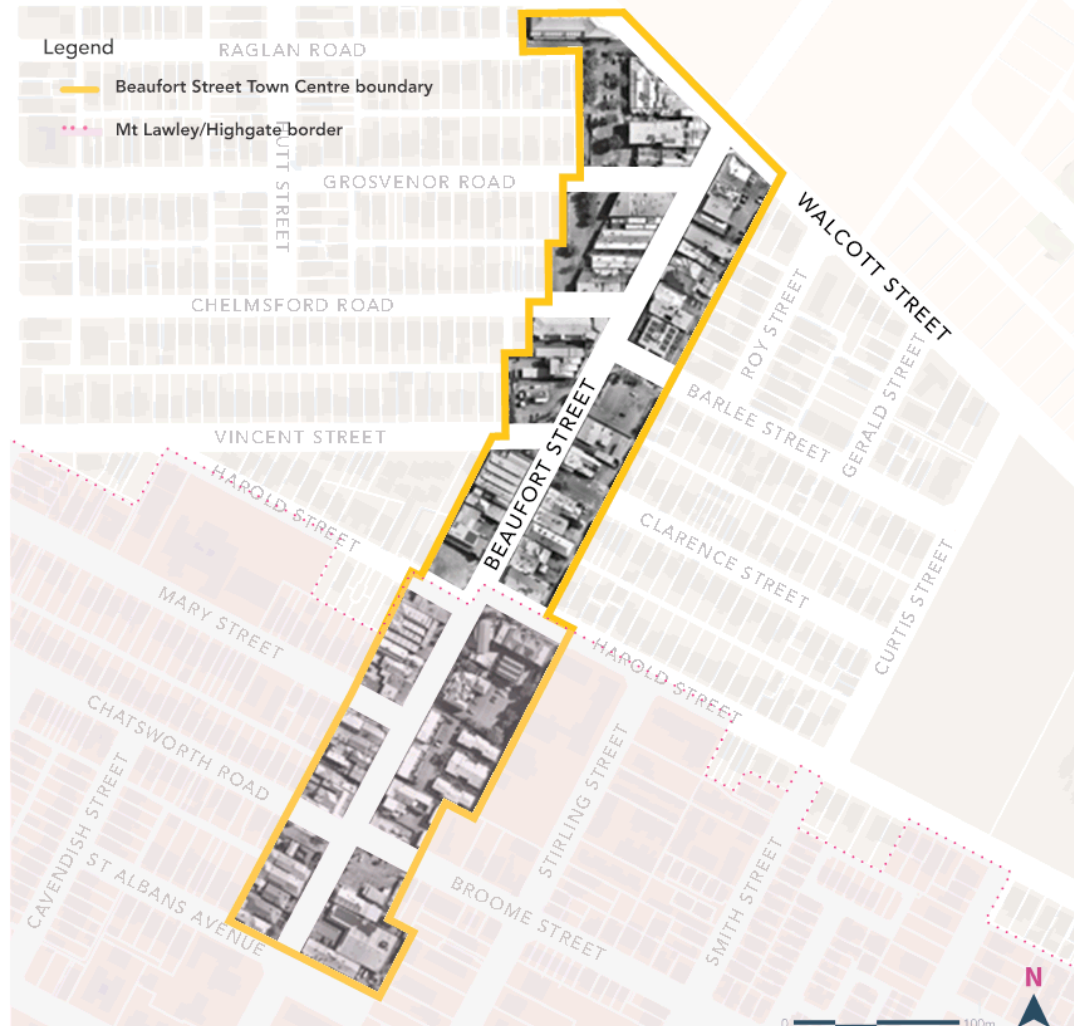 Legend
Beaufort Street Town Centre boundary
Mt Lawley/Highgate border
RAGLAN ROAD
HUTT STREET
GROSVENOR ROAD
CHELMSFORD ROAD
VINCENT STREET
HAROLD STREET
MARY STREET
CHATSWORTH ROAD
CAVENDISH STREET
ST ALBANS AVENUE
BEAUFORT STREET
WALCOTT STREET
ROY STREET
GERALD STREET
BARLEE STREET
CLARENCE STREET
CURTIS STREET
HAROLD STREET
STIRLING STREET
SMITH STREET
BROOME STREET
N
0 100m